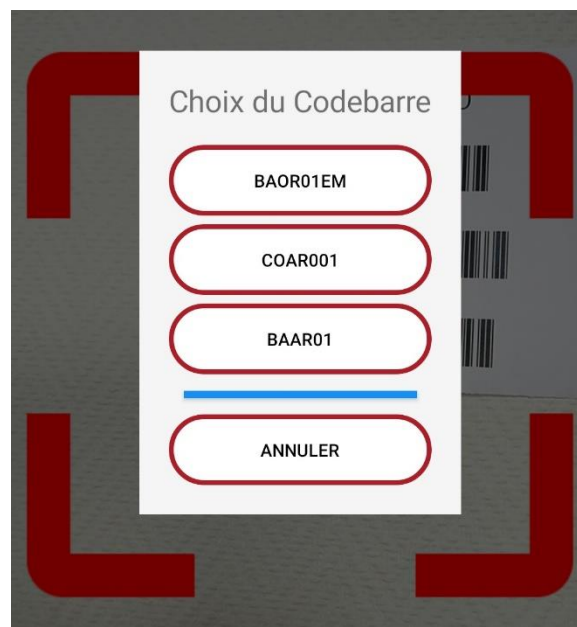 Choix du Codebarre
BAOR01EM
COAR001
BAAR01
ANNULER